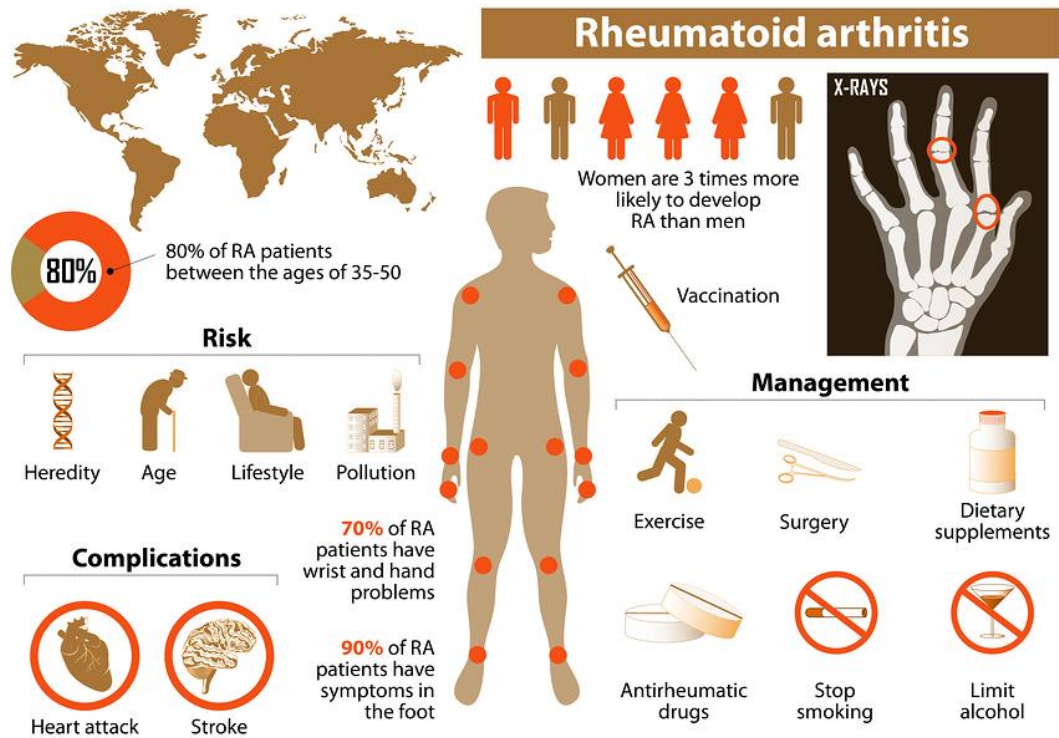 Rheumatoid arthritis
X-RAYS
Women are 3 times more
likely to develop
RA than men
80%
80% of RA patients
between the ages of 35-50
Vaccination
Risk
Heredity
Age
Lifestyle
Pollution
Management
Exercise
Surgery
Dietary
supplements
Antirheumatic
drugs
Stop
smoking
Limit
alcohol
70% of RA
patients have
wrist and hand
problems
90% of RA
patients have
symptoms in
the foot
Complications
Heart attack
Stroke